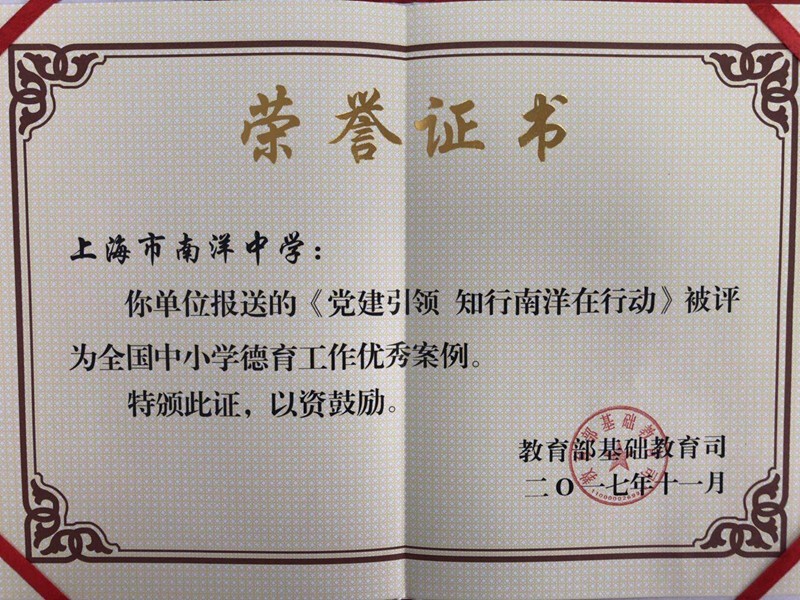 荣誉证书
上海市南洋中学：
你单位报送的《党建引领 知行南洋在行动》被评
为全国中小学德育工作优秀案例。
特颁此证，以资鼓励。
教育部基础教育司
二〇一七年十一月